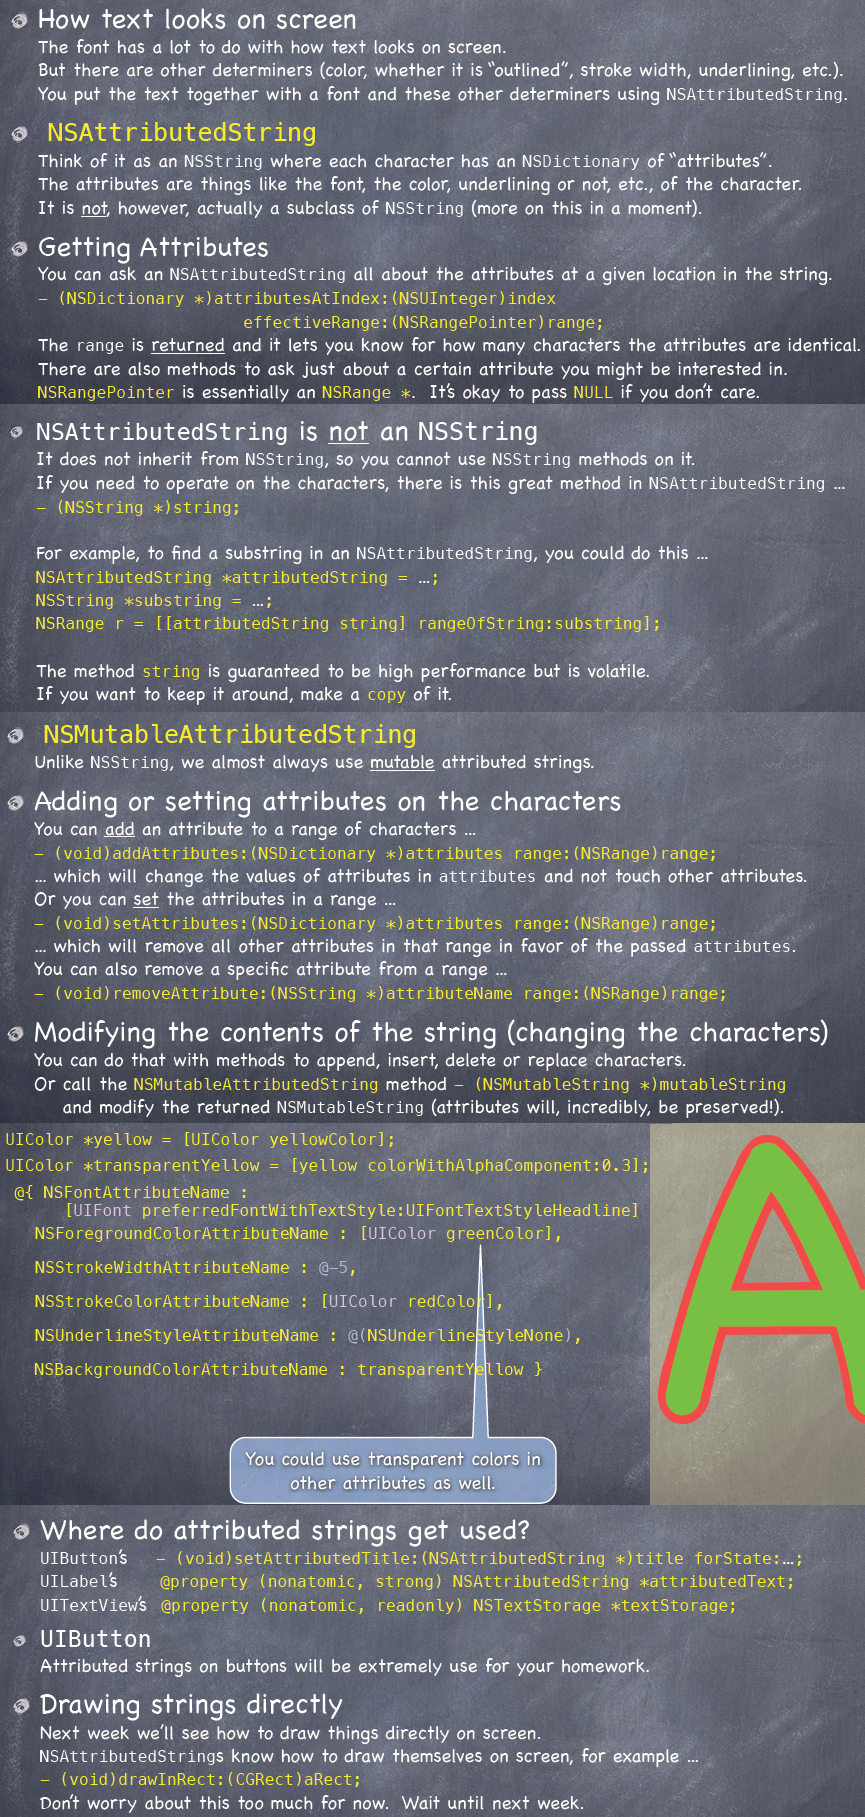 How text looks on screen
The font has a lot to do with how text looks on screen.
But there are other determiners (color, whether it is “outlined”, stroke width, underlining, etc.).
You put the text together with a font and these other determiners using NSAttributedString.
NSAttributedString
Think of it as an NSString where each character has an NSDictionary of “attributes”.
The attributes are things like the font, the color, underlining or not, etc., of the character.
It is not, however, actually a subclass of NSString (more on this in a moment).
Getting Attributes
You can ask an NSAttributedString all about the attributes at a given location in the string.
- (NSDictionary *)attributesAtIndex:(NSUInteger)index
effectiveRange:(NSRangePointer)range;
The range is returned and it lets you know for how many characters the attributes are identical.
There are also methods to ask just about a certain attribute you might be interested in.
NSRangePointer is essentially an NSRange *. It’s okay to pass NULL if you don’t care.
NSAttributedString is not an NSString
It does not inherit from NSString, so you cannot use NSString methods on it.
If you need to operate on the characters, there is this great method in NSAttributedString …
- (NSString *)string;
For example, to find a substring in an NSAttributedString, you could do this …
NSAttributedString *attributedString = …;
NSString *substring = …;
NSRange r = [[attributedString string] rangeOfString:substring];
The method string is guaranteed to be high performance but is volatile.
If you want to keep it around, make a copy of it.
NSMutableAttributedString
Unlike NSString, we almost always use mutable attributed strings.
Adding or setting attributes on the characters
You can add an attribute to a range of characters …
- (void)addAttributes:(NSDictionary *)attributes range:(NSRange)range;
… which will change the values of attributes in attributes and not touch other attributes.
Or you can set the attributes in a range …
- (void)setAttributes:(NSDictionary *)attributes range:(NSRange)range;
… which will remove all other attributes in that range in favor of the passed attributes.
You can also remove a specific attribute from a range …
- (void)removeAttribute:(NSString *)attributeName range:(NSRange)range;
Modifying the contents of the string (changing the characters)
You can do that with methods to append, insert, delete or replace characters.
Or call the NSMutableAttributedString method - (NSMutableString *)mutableString
and modify the returned NSMutableString (attributes will, incredibly, be preserved!).
UIColor *yellow = [UIColor yellowColor];
UIColor *transparentYellow = [yellow colorWithAlphaComponent:0.3];
@{ NSFontAttributeName :
[UIFont preferredFontWithTextStyle:UIFontTextStyleHeadline]
NSForegroundColorAttributeName : [UIColor greenColor],
NSStrokeWidthAttributeName : @-5,
NSStrokeColorAttributeName : [UIColor redColor],
NSUnderlineStyleAttributeName : @(NSUnderlineStyleNone),
NSBackgroundColorAttributeName : transparentYellow }
A
You could use transparent colors in
other attributes as well.
Where do attributed strings get used?
UIButton’s - (void)setAttributedTitle:(NSAttributedString *)title forState:…;
UILabel’s @property (nonatomic, strong) NSAttributedString *attributedText;
UITextView’s @property (nonatomic, readonly) NSTextStorage *textStorage;
UIButton
Attributed strings on buttons will be extremely use for your homework.
Drawing strings directly
Next week we’ll see how to draw things directly on screen.
NSAttributedStrings know how to draw themselves on screen, for example …
- (void)drawInRect:(CGRect)aRect;
Don’t worry about this too much for now. Wait until next week.